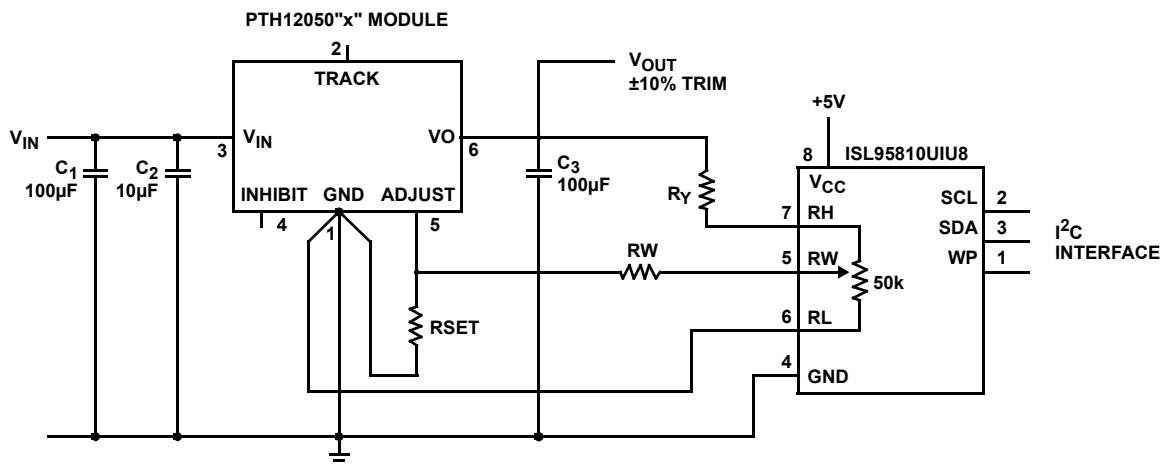 PTH12050"x" MODULE
2
TRACK
VOUT
±10% TRIM
+5V
VIN
3
VIN
VO
6
8
ISL95810UIU8
C1
100µF
C2
10µF
C3
100µF
VCC
INHIBIT
GND
ADJUST
4
1
5
RY
7
RH
SCL
2
SDA
3
WP
1
I2C
INTERFACE
RW
5
RW
50k
RSET
6
RL
4
GND